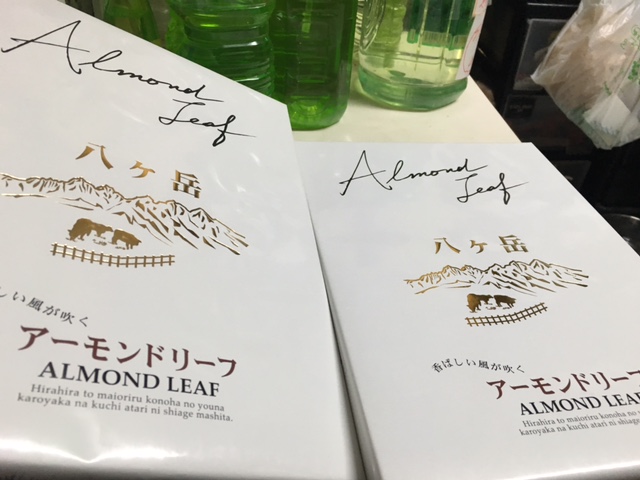 Almond
Leaf
八ヶ岳
しい風が吹く
アーモンドリーフ
ALMOND LEAF
Hirahira to maioriru konoha no youna
karoyaka na kuchi atari ni shiage mashita.
Almond
Leaf
八ヶ岳
香ばしい風が吹く
アーモンドリーフ
ALMOND LEAF
Hirahira to maioriru konoha no youna
karoyaka na kuchi atari ni shiage mashita.